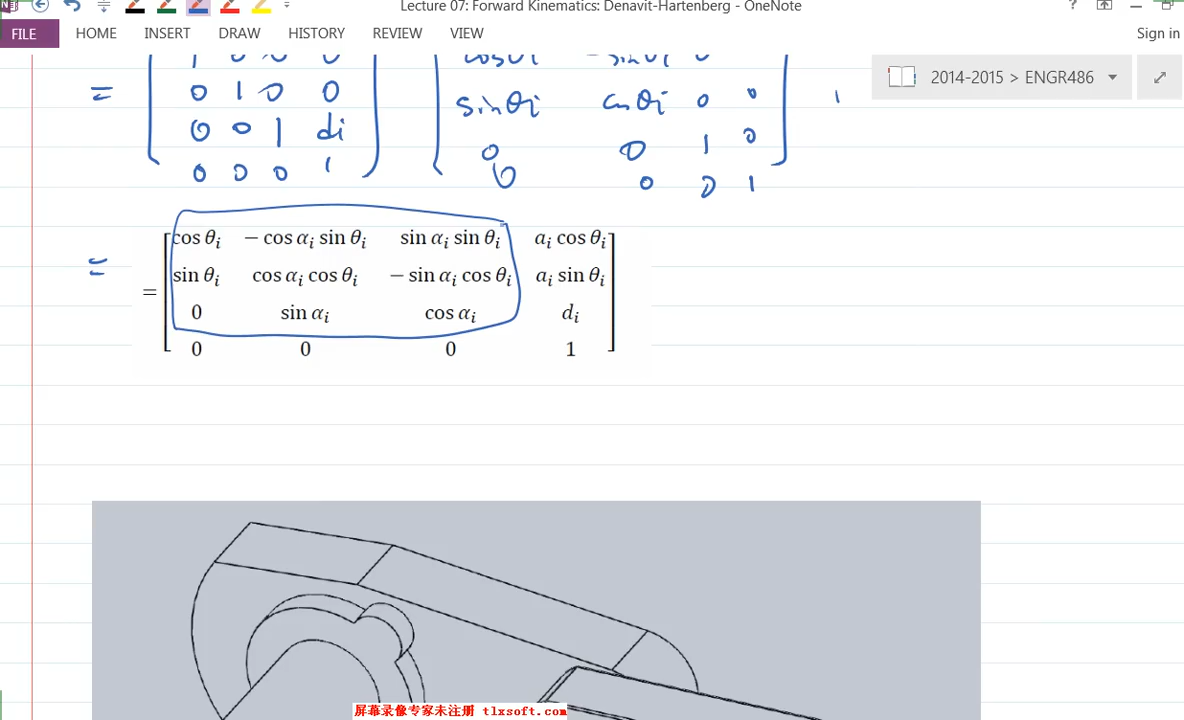 Lecture 07: Forward Kinematics: Denavit-Hartenberg - OneNote
?
FILE HOME INSERT DRAW HISTORY REVIEW VIEW Sign in
2014-2015 > ENGR486
= 0 1 0 0 sinθi cosθi 0 0
0 0 1 di 0 0 1 0
0 0 0 1 0 0 0 1
=
= cos θᵢ − cos αᵢ sin θᵢ sin αᵢ sin θᵢ aᵢ cos θᵢ
sin θᵢ cos αᵢ cos θᵢ − sin αᵢ cos θᵢ aᵢ sin θᵢ
0 sin αᵢ cos αᵢ dᵢ
0 0 0 1
屏幕录像专家未注册 tlxsoft.com